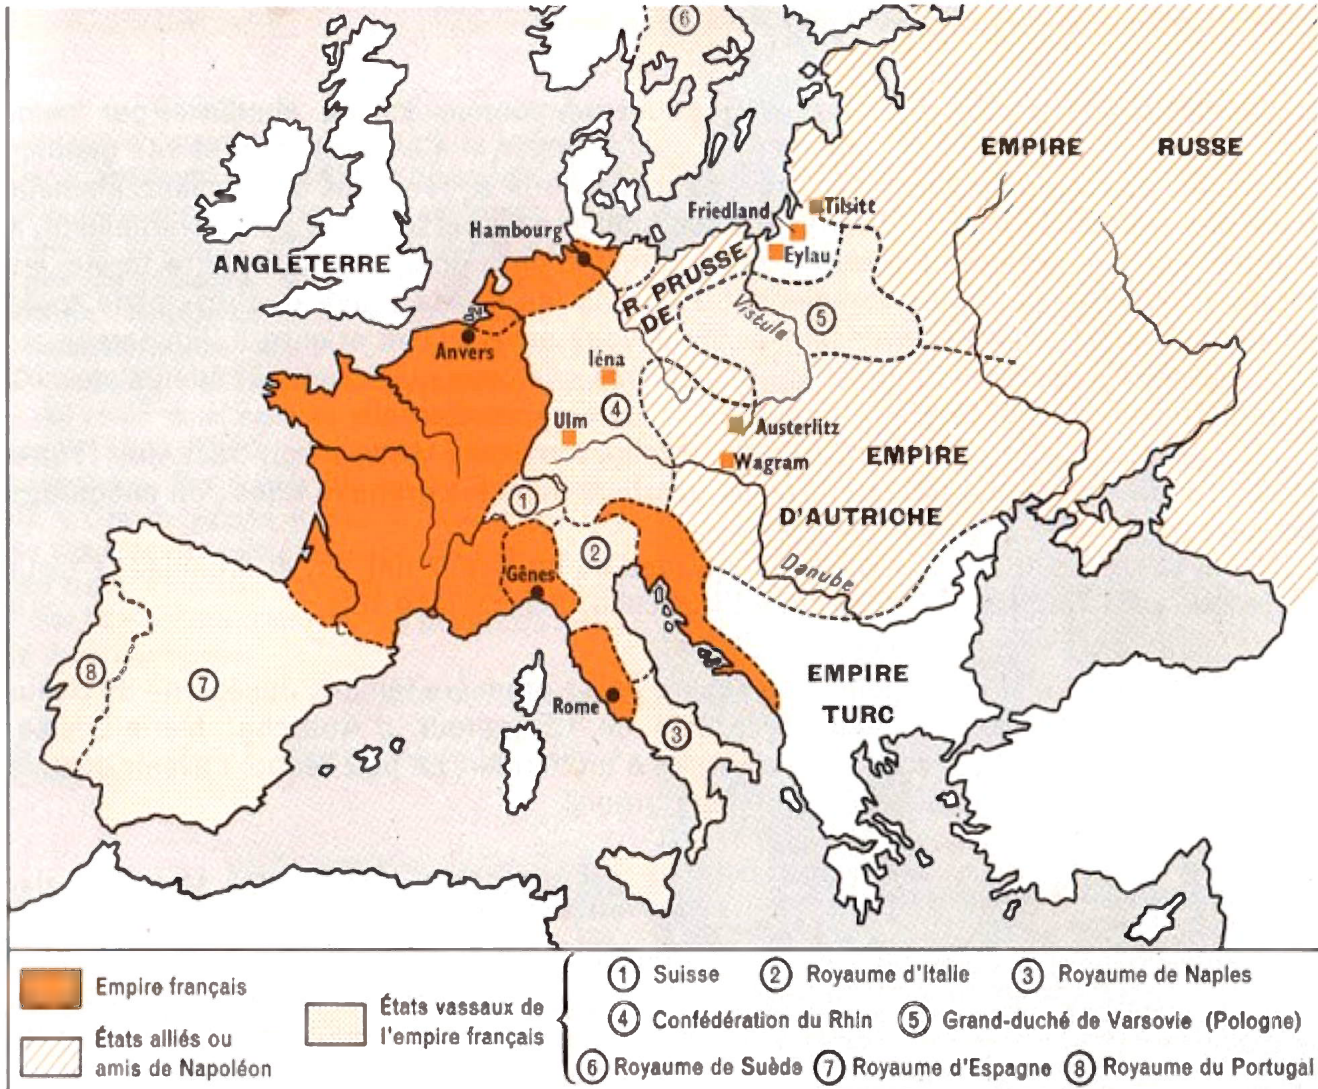 6
EMPIRE RUSSE
Friedland
Tilsitt
Hambourg
Eylau
ANGLETERRE
R. DE PRUSSE
Vistule
5
Anvers
Iéna
4
Ulm
Austerlitz
Wagram
EMPIRE
D'AUTRICHE
1
2
Danube
Gênes
8
7
EMPIRE
TURC
Rome
3
Empire français
États alliés ou
amis de Napoléon
États vassaux de
l'empire français
1 Suisse 2 Royaume d'Italie 3 Royaume de Naples
4 Confédération du Rhin 5 Grand-duché de Varsovie (Pologne)
6 Royaume de Suède 7 Royaume d'Espagne 8 Royaume du Portugal